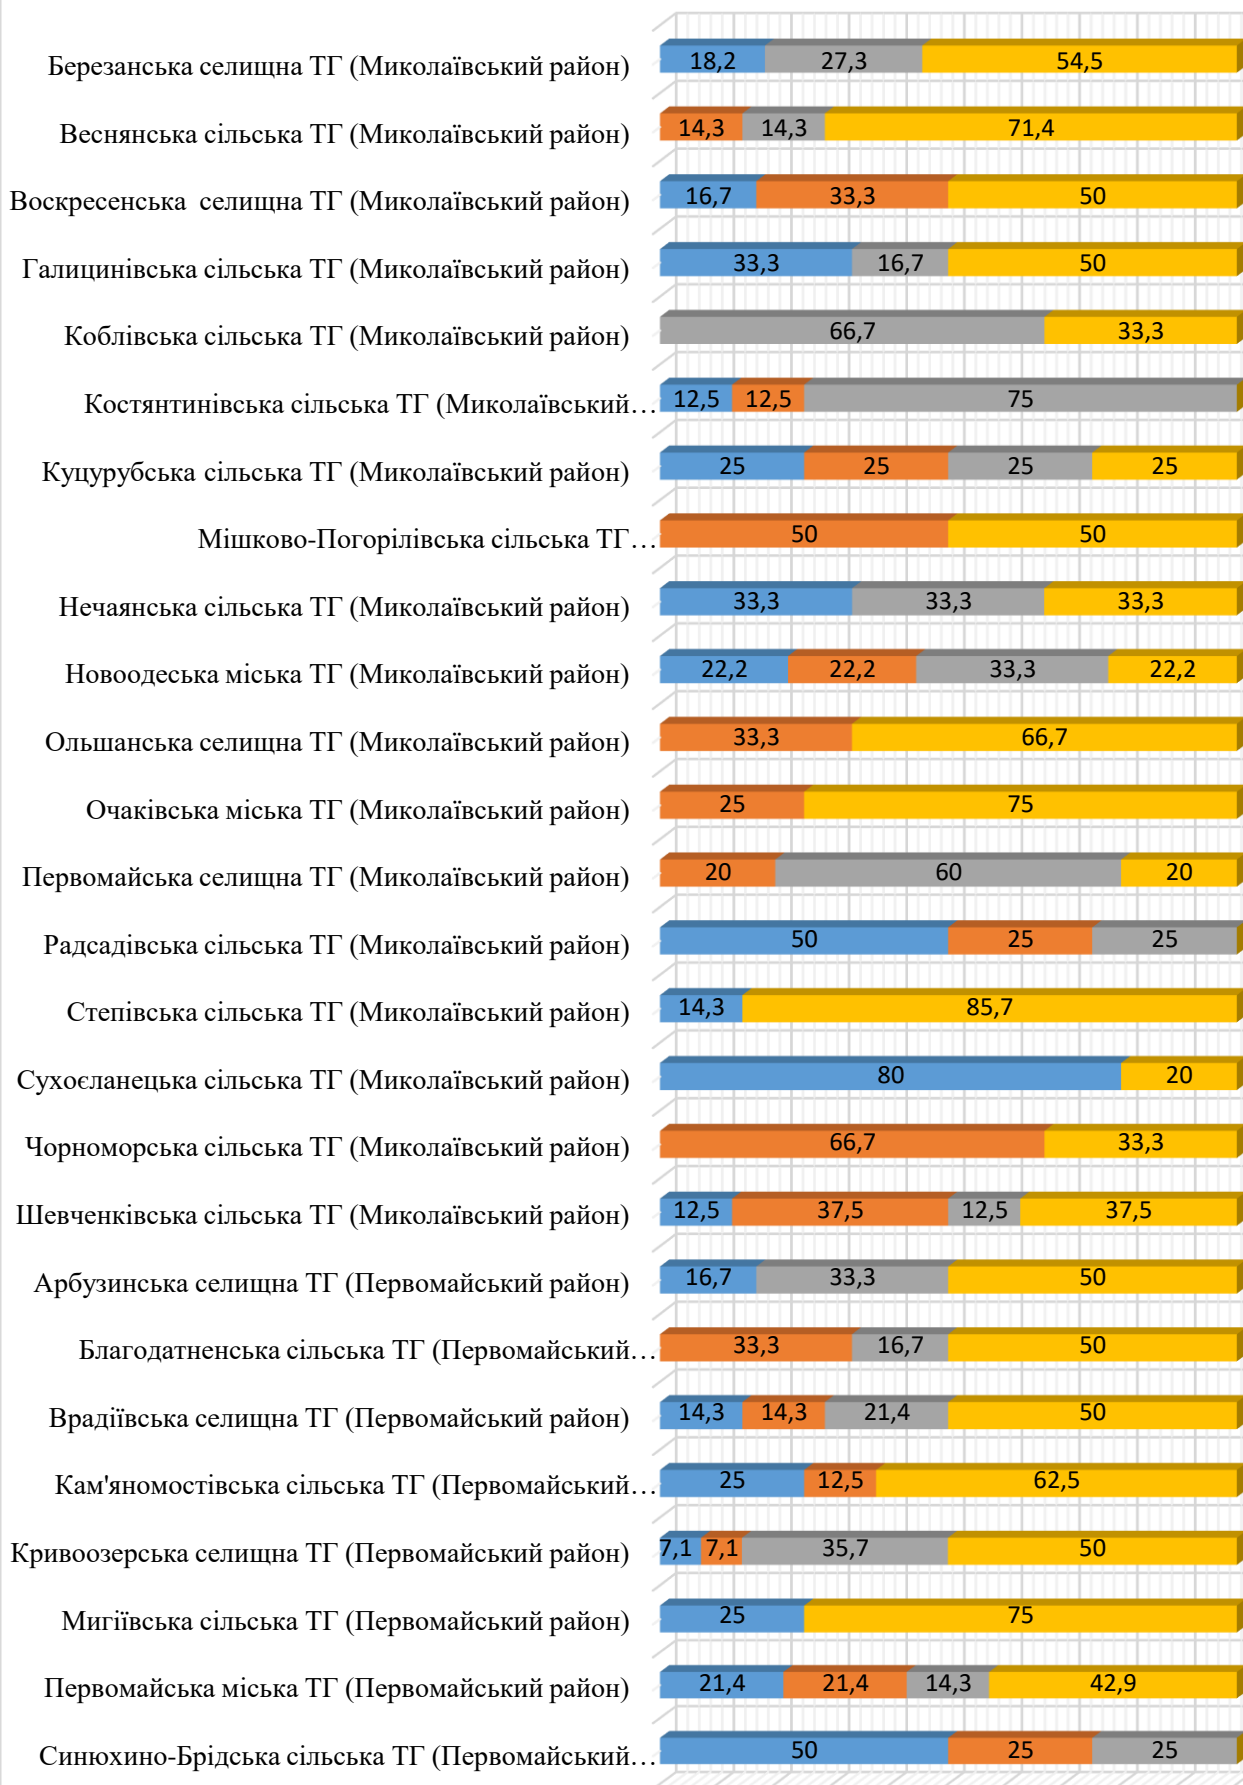 Березанська селищна ТГ (Миколаївський район) 18,2 27,3 54,5
Веснянська сільська ТГ (Миколаївський район) 14,3 14,3 71,4
Воскресенська селищна ТГ (Миколаївський район) 16,7 33,3 50
Галицинівська сільська ТГ (Миколаївський район) 33,3 16,7 50
Коблівська сільська ТГ (Миколаївський район) 66,7 33,3
Костянтинівська сільська ТГ (Миколаївський… 12,5 12,5 75
Куцурубська сільська ТГ (Миколаївський район) 25 25 25 25
Мішково-Погорілівська сільська ТГ… 50 50
Нечаянська сільська ТГ (Миколаївський район) 33,3 33,3 33,3
Новоодеська міська ТГ (Миколаївський район) 22,2 22,2 33,3 22,2
Ольшанська селищна ТГ (Миколаївський район) 33,3 66,7
Очаківська міська ТГ (Миколаївський район) 25 75
Первомайська селищна ТГ (Миколаївський район) 20 60 20
Радсадівська сільська ТГ (Миколаївський район) 50 25 25
Степівська сільська ТГ (Миколаївський район) 14,3 85,7
Сухоєланецька сільська ТГ (Миколаївський район) 80 20
Чорноморська сільська ТГ (Миколаївський район) 66,7 33,3
Шевченківська сільська ТГ (Миколаївський район) 12,5 37,5 12,5 37,5
Арбузинська селищна ТГ (Первомайський район) 16,7 33,3 50
Благодатненська сільська ТГ (Первомайський… 33,3 16,7 50
Врадіївська селищна ТГ (Первомайський район) 14,3 14,3 21,4 50
Кам'яномостівська сільська ТГ (Первомайський… 25 12,5 62,5
Кривоозерська селищна ТГ (Первомайський район) 7,1 7,1 35,7 50
Мигіївська сільська ТГ (Первомайський район) 25 75
Первомайська міська ТГ (Первомайський район) 21,4 21,4 14,3 42,9
Синюхино-Брідська сільська ТГ (Первомайський… 50 25 25